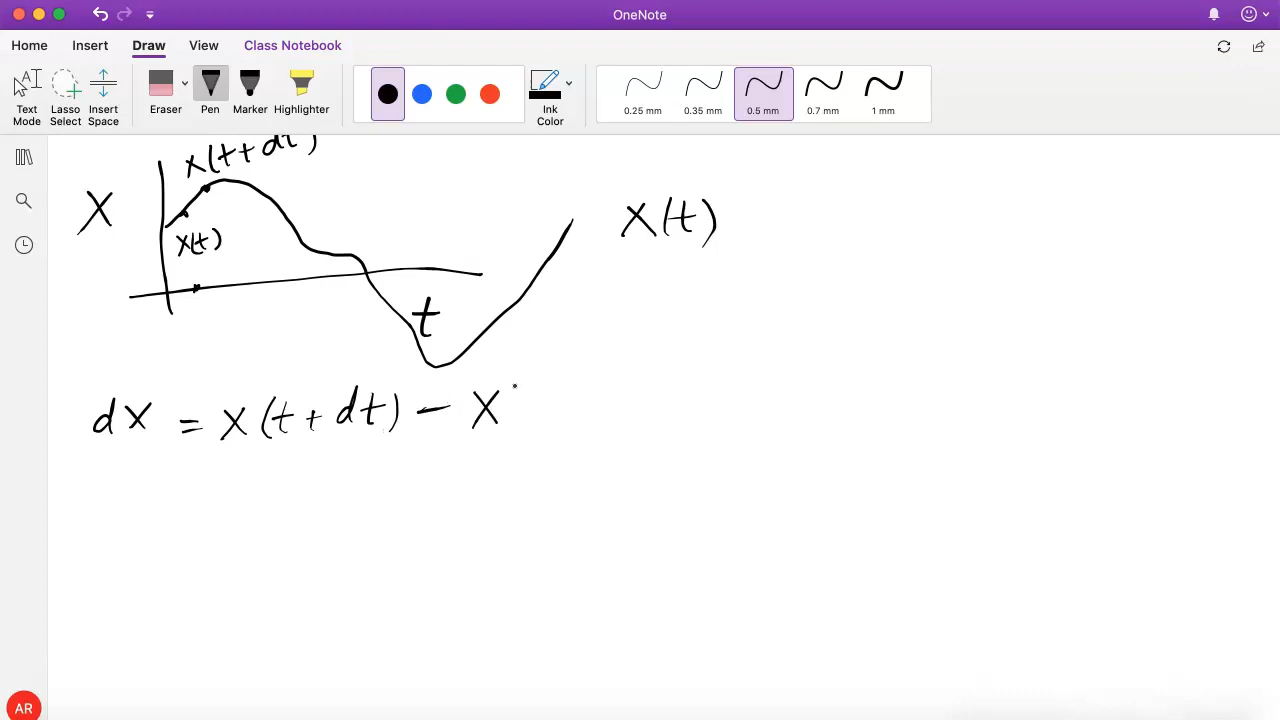 OneNote
Home Insert Draw View Class Notebook
Text Mode
Lasso Select
Insert Space
Eraser
Pen
Marker
Highlighter
Ink Color
0.25 mm
0.35 mm
0.5 mm
0.7 mm
1 mm
x(t+dt)
X
x(t)
X(t)
t
dX = X(t+dt) - X
AR